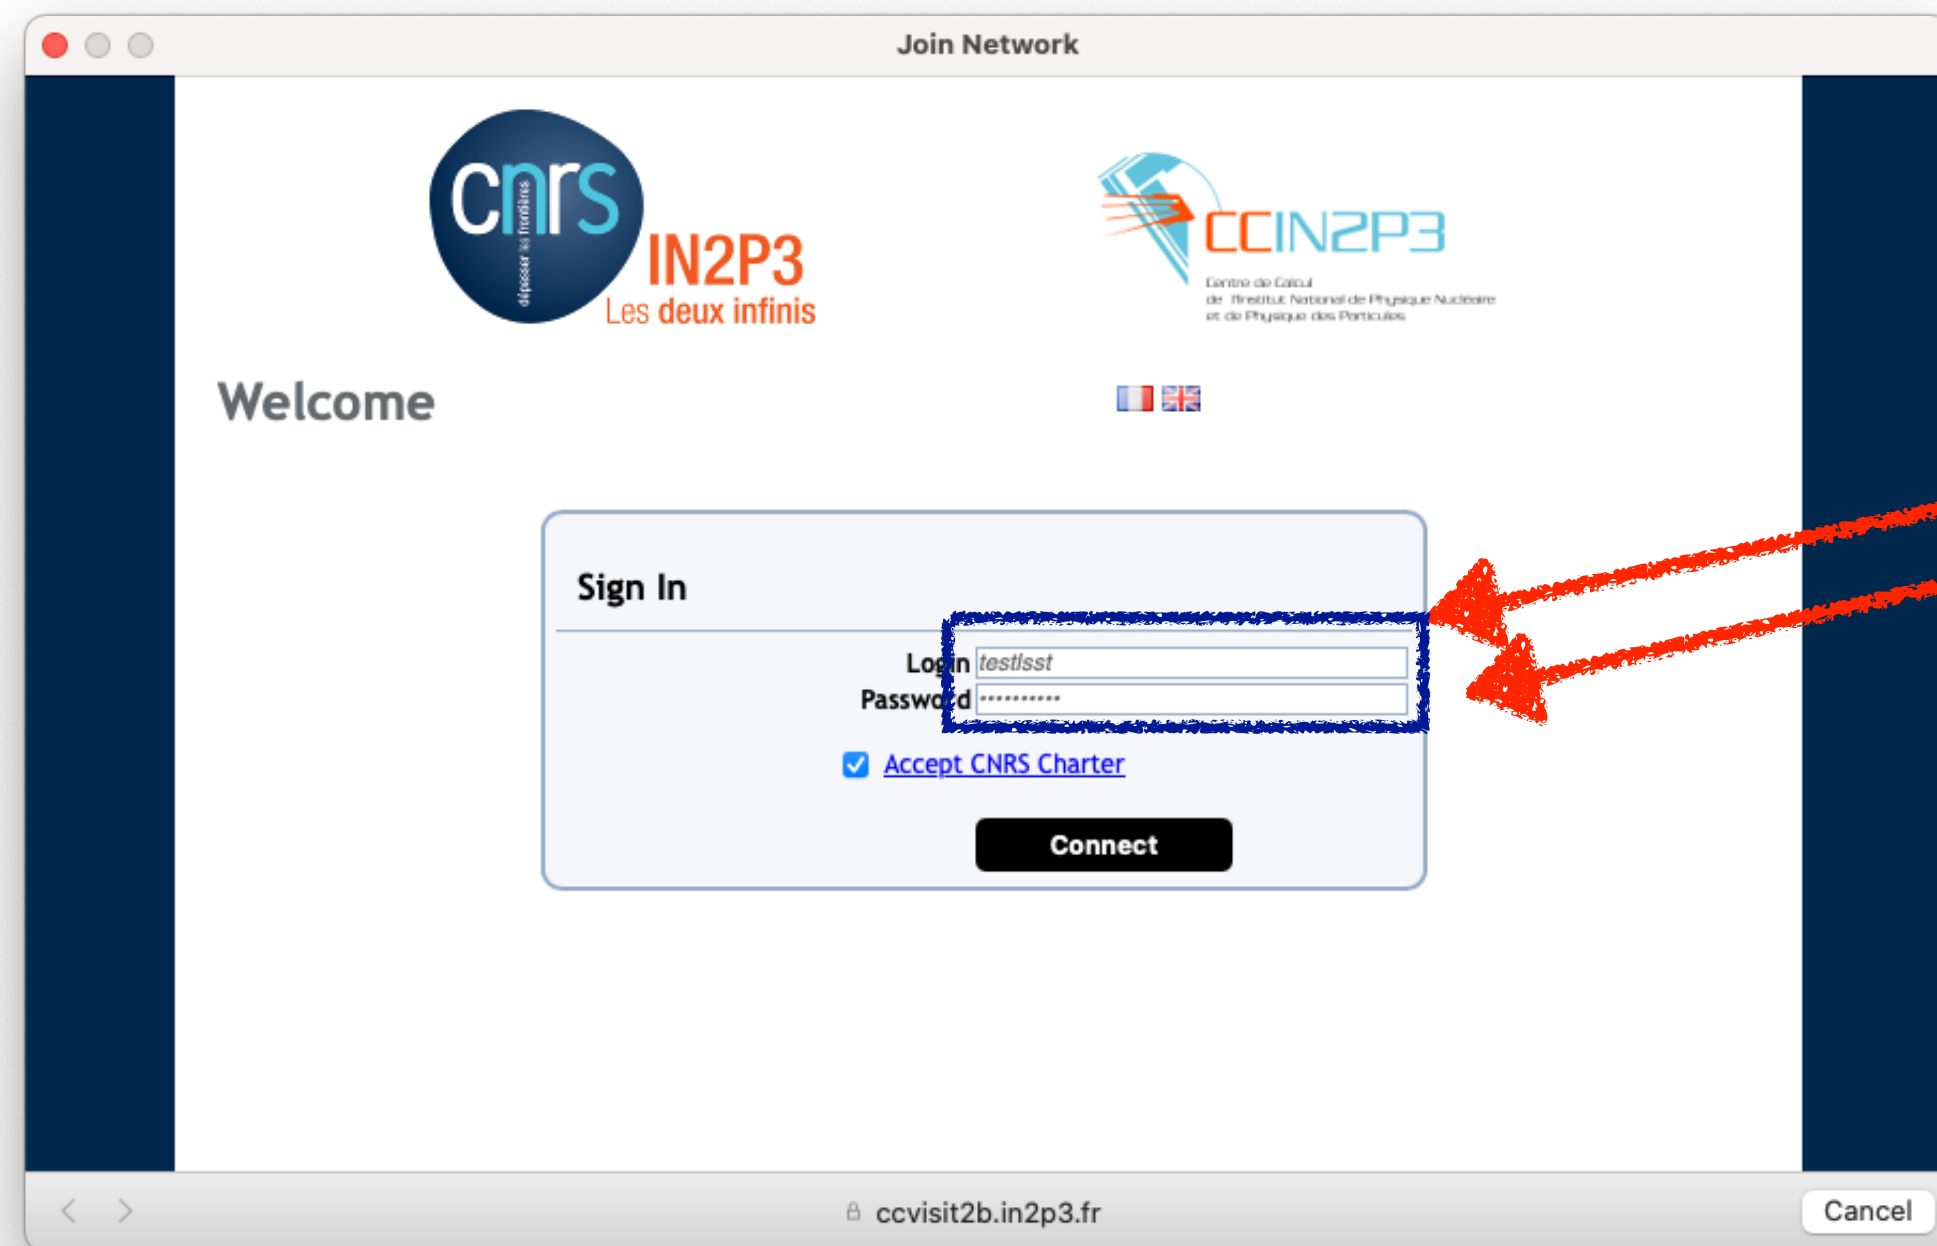 Join Network
cnrs
dépasser les frontières
IN2P3
Les deux infinis
CCIN2P3
Centre de Calcul
de l'Institut National de Physique Nucléaire
et de Physique des Particules
Welcome
Sign In
Login testlsst
Password ••••••••••
Accept CNRS Charter
Connect
ccvisit2b.in2p3.fr
Cancel